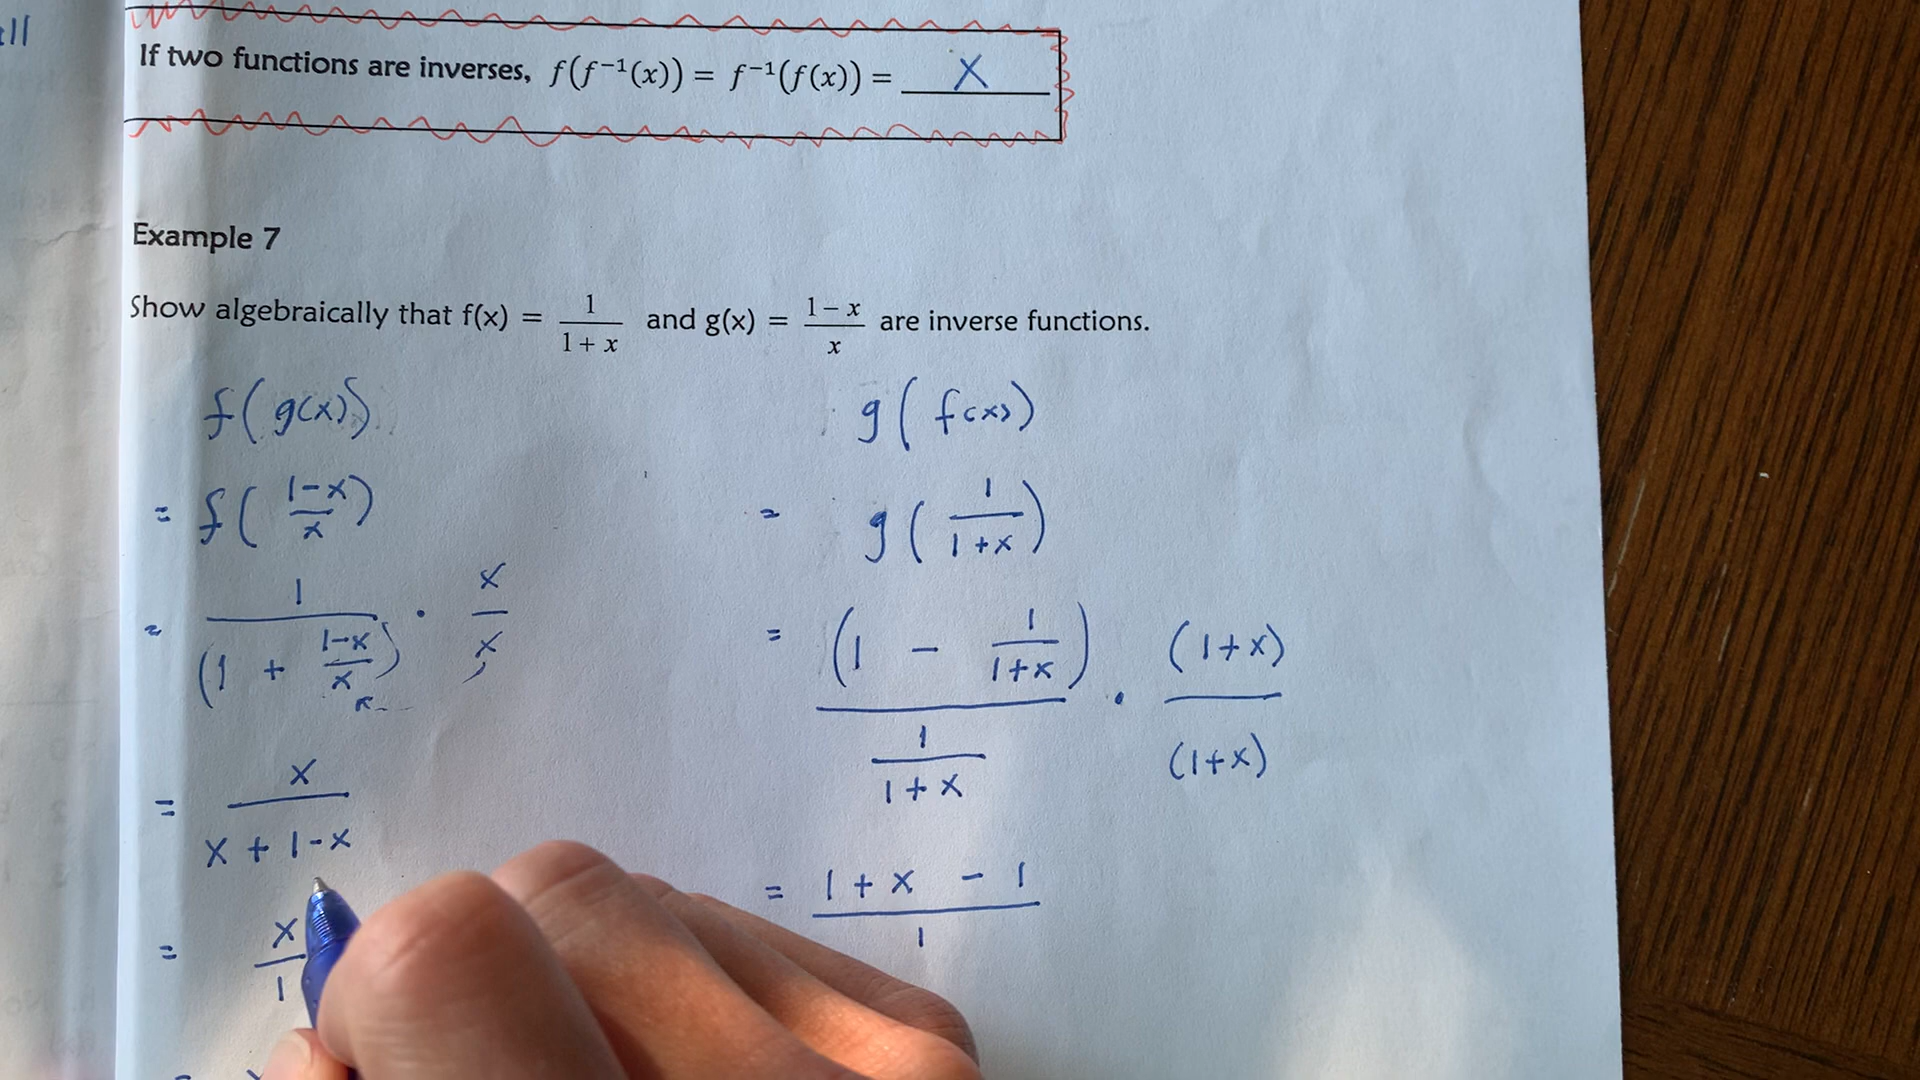 If two functions are inverses, f(f⁻¹(x)) = f⁻¹(f(x)) = X
Example 7
Show algebraically that f(x) = 1/(1 + x) and g(x) = (1 − x)/x are inverse functions.
f(g(x))
= f((1-x)/x)
= 1/(1 + (1-x)/x) · x/x
= x/(x + 1-x)
= x/1
g(f(x))
= g(1/(1+x))
= (1 - 1/(1+x))/(1/(1+x)) · (1+x)/(1+x)
= (1+x - 1)/1